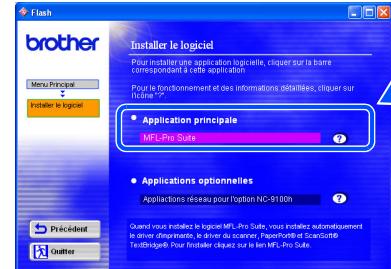 Flash
brother
Installer le logiciel
Pour installer une application logicielle, cliquer sur la barre
correspondant à cette application
Pour le fonctionnement et des informations détaillées, cliquer sur
l'icône "?".
Menu Principal
Installer le logiciel
Application principale
MFL-Pro Suite
?
Applications optionnelles
Appliactions réseau pour l'option NC-9100h
?
Quand vous installez le logiciel MFL-Pro Suite, vous installez automatiquement
le driver d'imprimante, le driver du scanner, PaperPort® et ScanSoft®
TextBridge®. Pour l'installer cliquez sur le lien MFL-Pro Suite.
Précédent
Quitter